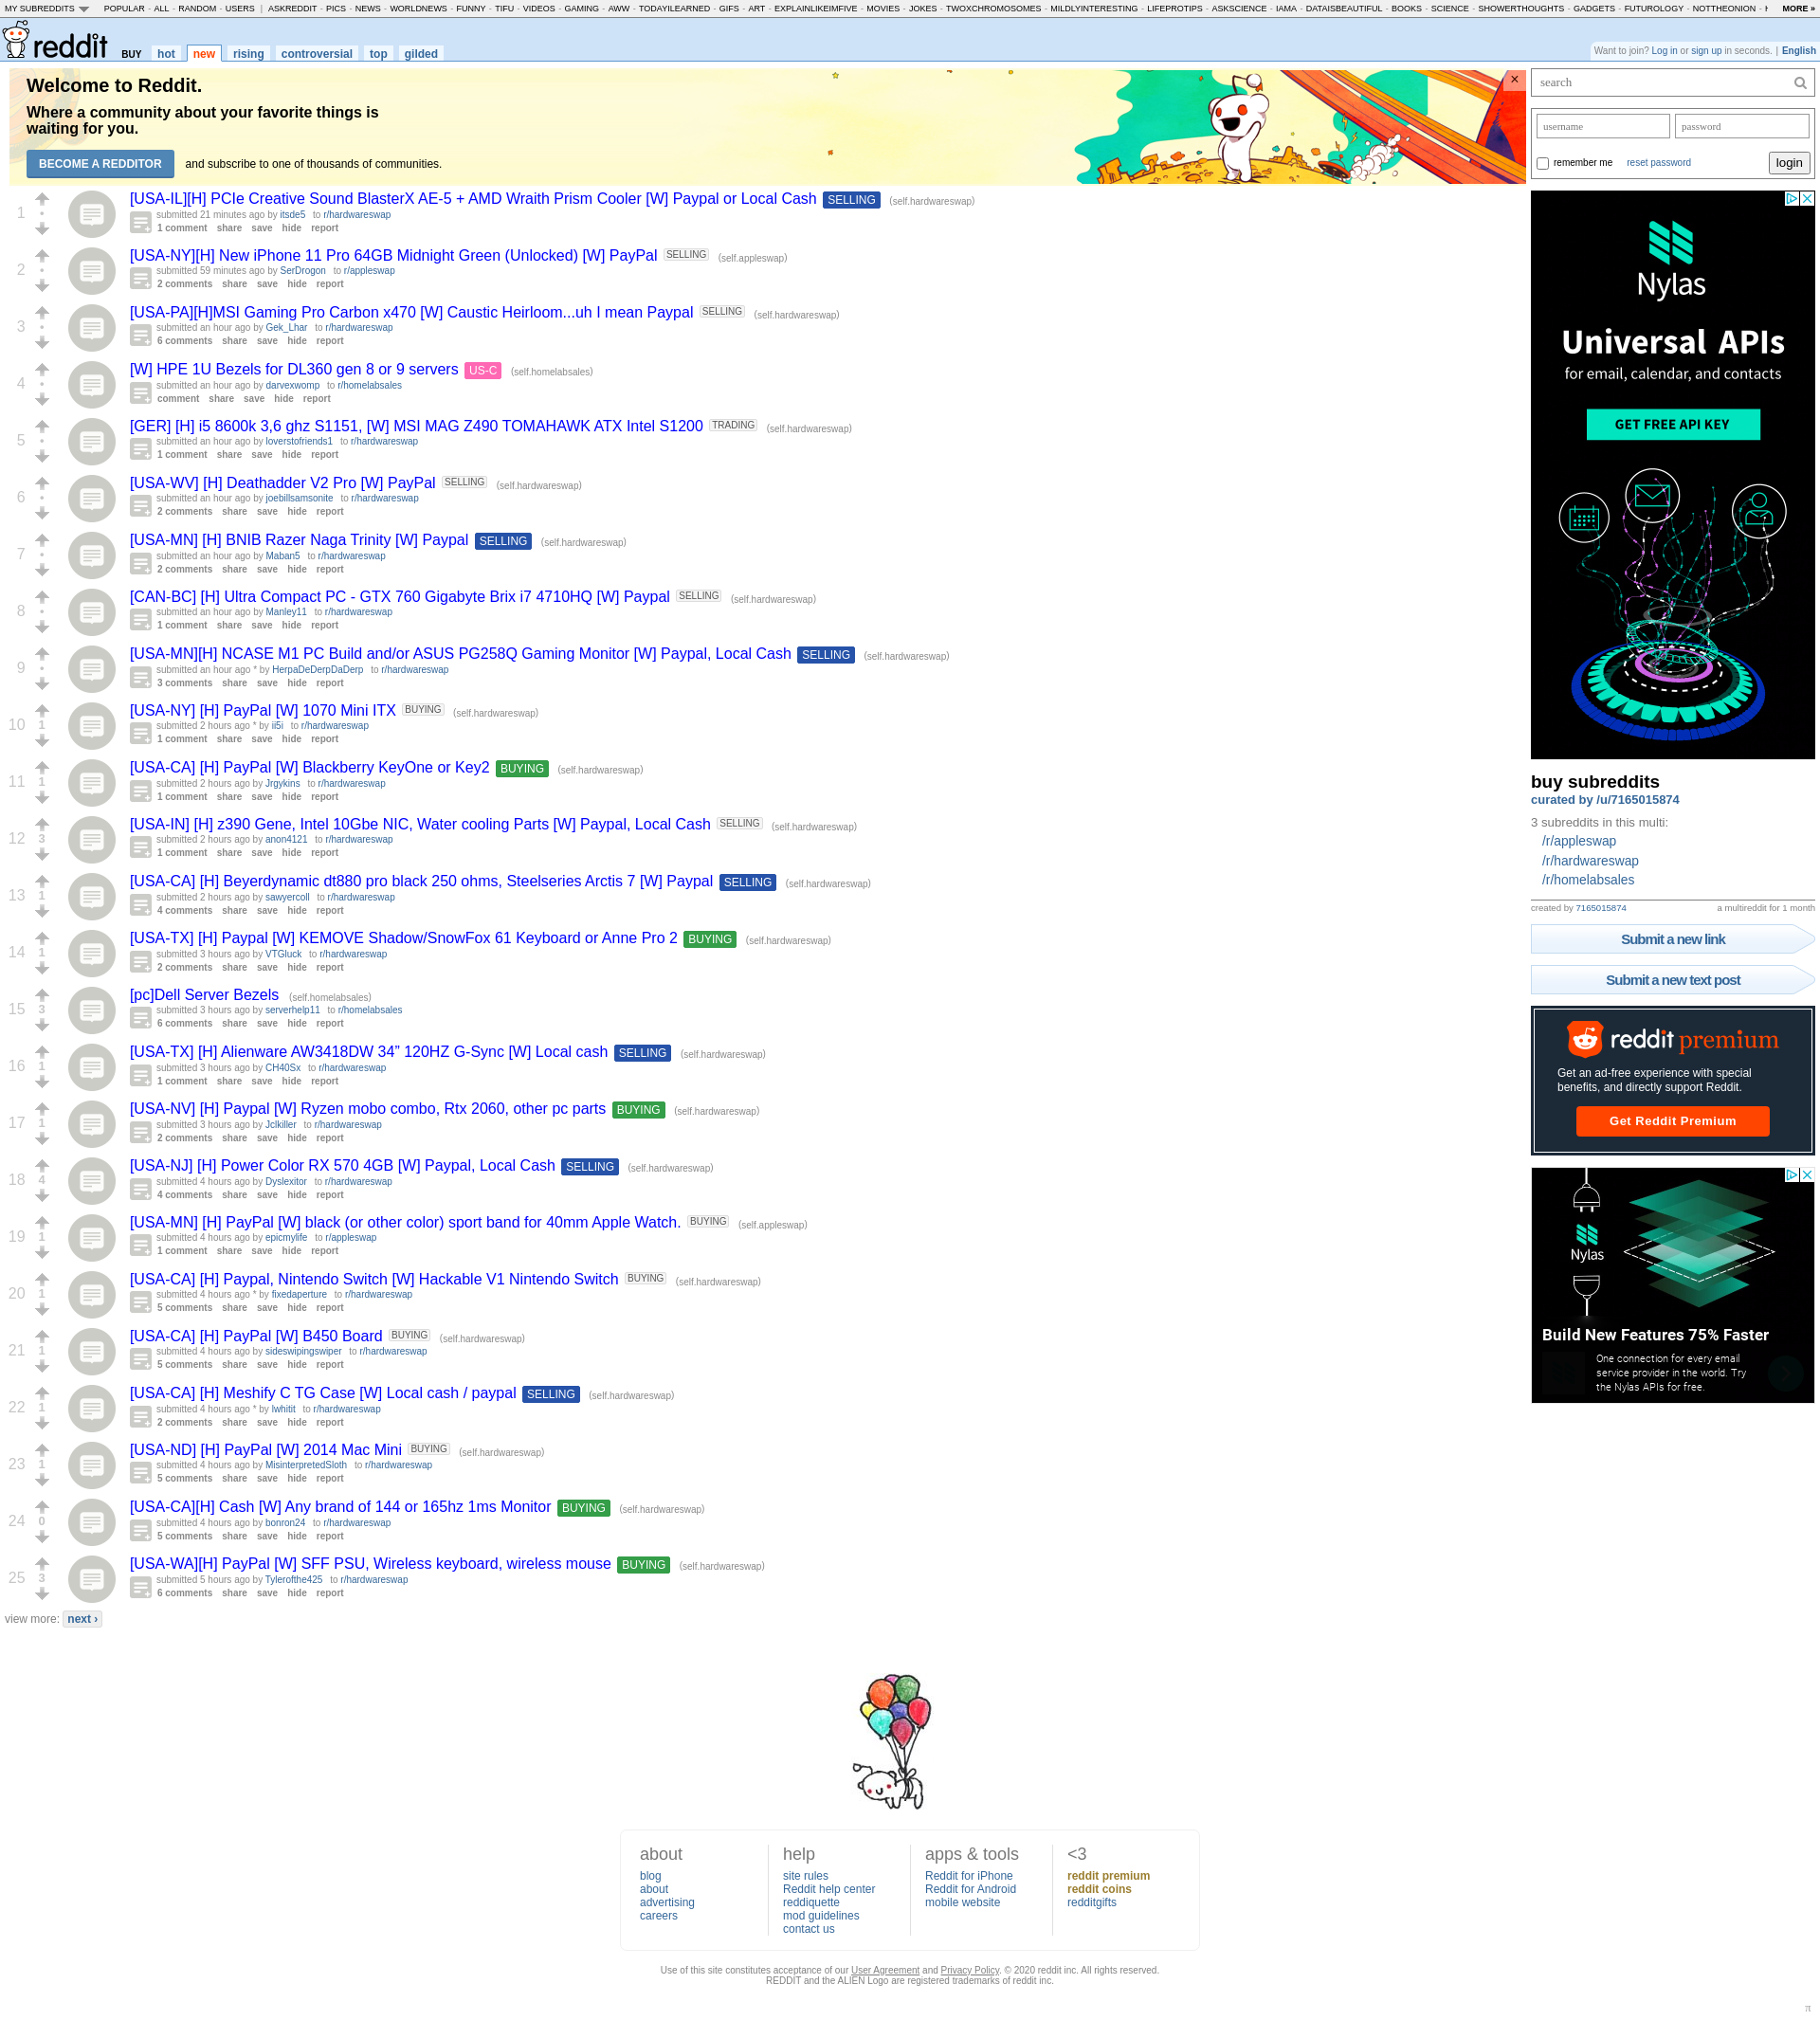 MY SUBREDDITS POPULAR - ALL - RANDOM - USERS | ASKREDDIT - PICS - NEWS - WORLDNEWS - FUNNY - TIFU - VIDEOS - GAMING - AWW - TODAYILEARNED - GIFS - ART - EXPLAINLIKEIMFIVE - MOVIES - JOKES - TWOXCHROMOSOMES - MILDLYINTERESTING - LIFEPROTIPS - ASKSCIENCE - IAMA - DATAISBEAUTIFUL - BOOKS - SCIENCE - SHOWERTHOUGHTS - GADGETS - FUTUROLOGY - NOTTHEONION - MORE »
reddit BUY hot new rising controversial top gilded
Want to join? Log in or sign up in seconds. | English
Welcome to Reddit.
Where a community about your favorite things is
waiting for you.
BECOME A REDDITOR and subscribe to one of thousands of communities.
×
1
[USA-IL][H] PCIe Creative Sound BlasterX AE-5 + AMD Wraith Prism Cooler [W] Paypal or Local Cash SELLING (self.hardwareswap)
submitted 21 minutes ago by itsde5 to r/hardwareswap
1 comment share save hide report
2
[USA-NY][H] New iPhone 11 Pro 64GB Midnight Green (Unlocked) [W] PayPal SELLING (self.appleswap)
submitted 59 minutes ago by SerDrogon to r/appleswap
2 comments share save hide report
3
[USA-PA][H]MSI Gaming Pro Carbon x470 [W] Caustic Heirloom...uh I mean Paypal SELLING (self.hardwareswap)
submitted an hour ago by Gek_Lhar to r/hardwareswap
6 comments share save hide report
4
[W] HPE 1U Bezels for DL360 gen 8 or 9 servers US-C (self.homelabsales)
submitted an hour ago by darvexwomp to r/homelabsales
comment share save hide report
5
[GER] [H] i5 8600k 3,6 ghz S1151, [W] MSI MAG Z490 TOMAHAWK ATX Intel S1200 TRADING (self.hardwareswap)
submitted an hour ago by loverstofriends1 to r/hardwareswap
1 comment share save hide report
6
[USA-WV] [H] Deathadder V2 Pro [W] PayPal SELLING (self.hardwareswap)
submitted an hour ago by joebillsamsonite to r/hardwareswap
2 comments share save hide report
7
[USA-MN] [H] BNIB Razer Naga Trinity [W] Paypal SELLING (self.hardwareswap)
submitted an hour ago by Maban5 to r/hardwareswap
2 comments share save hide report
8
[CAN-BC] [H] Ultra Compact PC - GTX 760 Gigabyte Brix i7 4710HQ [W] Paypal SELLING (self.hardwareswap)
submitted an hour ago by Manley11 to r/hardwareswap
1 comment share save hide report
9
[USA-MN][H] NCASE M1 PC Build and/or ASUS PG258Q Gaming Monitor [W] Paypal, Local Cash SELLING (self.hardwareswap)
submitted an hour ago * by HerpaDeDerpDaDerp to r/hardwareswap
3 comments share save hide report
10 1
[USA-NY] [H] PayPal [W] 1070 Mini ITX BUYING (self.hardwareswap)
submitted 2 hours ago * by ii5i to r/hardwareswap
1 comment share save hide report
11 1
[USA-CA] [H] PayPal [W] Blackberry KeyOne or Key2 BUYING (self.hardwareswap)
submitted 2 hours ago by Jrgykins to r/hardwareswap
1 comment share save hide report
12 3
[USA-IN] [H] z390 Gene, Intel 10Gbe NIC, Water cooling Parts [W] Paypal, Local Cash SELLING (self.hardwareswap)
submitted 2 hours ago by anon4121 to r/hardwareswap
1 comment share save hide report
13 1
[USA-CA] [H] Beyerdynamic dt880 pro black 250 ohms, Steelseries Arctis 7 [W] Paypal SELLING (self.hardwareswap)
submitted 2 hours ago by sawyercoll to r/hardwareswap
4 comments share save hide report
14 1
[USA-TX] [H] Paypal [W] KEMOVE Shadow/SnowFox 61 Keyboard or Anne Pro 2 BUYING (self.hardwareswap)
submitted 3 hours ago by VTGluck to r/hardwareswap
2 comments share save hide report
15 3
[pc]Dell Server Bezels (self.homelabsales)
submitted 3 hours ago by serverhelp11 to r/homelabsales
6 comments share save hide report
16 1
[USA-TX] [H] Alienware AW3418DW 34” 120HZ G-Sync [W] Local cash SELLING (self.hardwareswap)
submitted 3 hours ago by CH40Sx to r/hardwareswap
1 comment share save hide report
17 1
[USA-NV] [H] Paypal [W] Ryzen mobo combo, Rtx 2060, other pc parts BUYING (self.hardwareswap)
submitted 3 hours ago by Jclkiller to r/hardwareswap
2 comments share save hide report
18 4
[USA-NJ] [H] Power Color RX 570 4GB [W] Paypal, Local Cash SELLING (self.hardwareswap)
submitted 4 hours ago by Dyslexitor to r/hardwareswap
4 comments share save hide report
19 1
[USA-MN] [H] PayPal [W] black (or other color) sport band for 40mm Apple Watch. BUYING (self.appleswap)
submitted 4 hours ago by epicmylife to r/appleswap
1 comment share save hide report
20 1
[USA-CA] [H] Paypal, Nintendo Switch [W] Hackable V1 Nintendo Switch BUYING (self.hardwareswap)
submitted 4 hours ago * by fixedaperture to r/hardwareswap
5 comments share save hide report
21 1
[USA-CA] [H] PayPal [W] B450 Board BUYING (self.hardwareswap)
submitted 4 hours ago by sideswipingswiper to r/hardwareswap
5 comments share save hide report
22 1
[USA-CA] [H] Meshify C TG Case [W] Local cash / paypal SELLING (self.hardwareswap)
submitted 4 hours ago * by lwhitit to r/hardwareswap
2 comments share save hide report
23 1
[USA-ND] [H] PayPal [W] 2014 Mac Mini BUYING (self.hardwareswap)
submitted 4 hours ago by MisinterpretedSloth to r/hardwareswap
5 comments share save hide report
24 0
[USA-CA][H] Cash [W] Any brand of 144 or 165hz 1ms Monitor BUYING (self.hardwareswap)
submitted 4 hours ago by bonron24 to r/hardwareswap
5 comments share save hide report
25 3
[USA-WA][H] PayPal [W] SFF PSU, Wireless keyboard, wireless mouse BUYING (self.hardwareswap)
submitted 5 hours ago by Tylerofthe425 to r/hardwareswap
6 comments share save hide report
view more: next ›
search
username password
remember me reset password login
Nylas
Universal APIs
for email, calendar, and contacts
GET FREE API KEY
buy subreddits
curated by /u/7165015874
3 subreddits in this multi:
/r/appleswap
/r/hardwareswap
/r/homelabsales
created by 7165015874 a multireddit for 1 month
Submit a new link
Submit a new text post
reddit premium
Get an ad-free experience with special
benefits, and directly support Reddit.
Get Reddit Premium
Nylas
Build New Features 75% Faster
One connection for every email
service provider in the world. Try
the Nylas APIs for free.
about
blog
about
advertising
careers
help
site rules
Reddit help center
reddiquette
mod guidelines
contact us
apps & tools
Reddit for iPhone
Reddit for Android
mobile website
<3
reddit premium
reddit coins
redditgifts
Use of this site constitutes acceptance of our User Agreement and Privacy Policy. © 2020 reddit inc. All rights reserved.
REDDIT and the ALIEN Logo are registered trademarks of reddit inc.
π